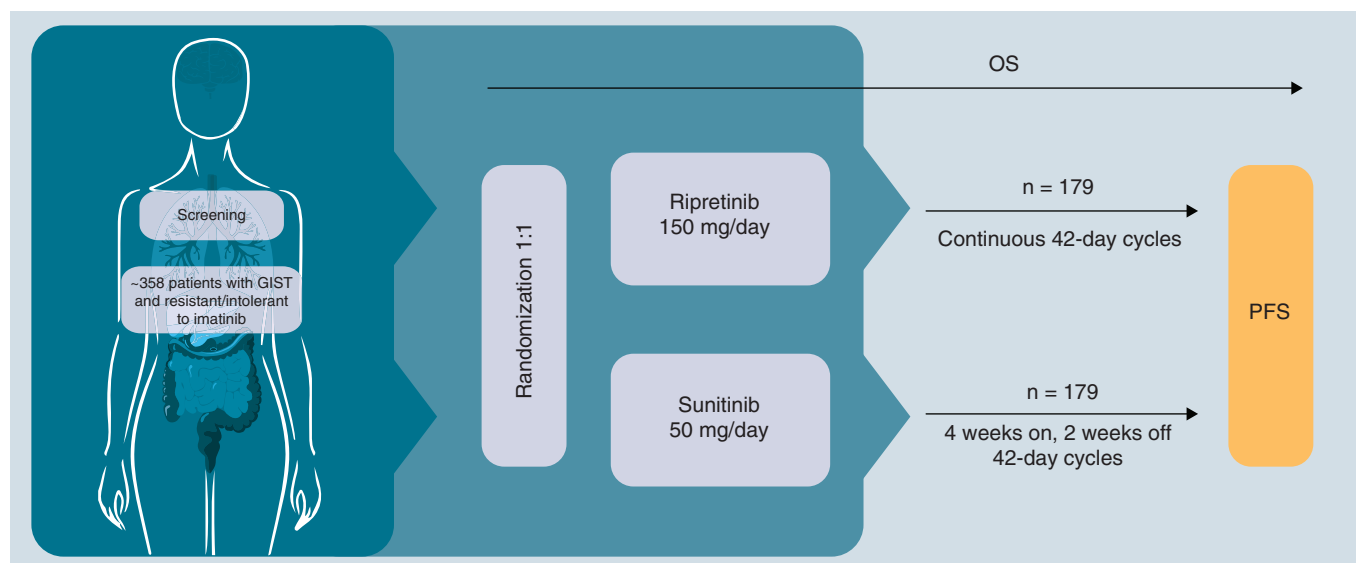 OS
Screening
~358 patients with GIST
and resistant/intolerant
to imatinib
Randomization 1:1
Ripretinib
150 mg/day
n = 179
Continuous 42-day cycles
Sunitinib
50 mg/day
n = 179
4 weeks on, 2 weeks off
42-day cycles
PFS